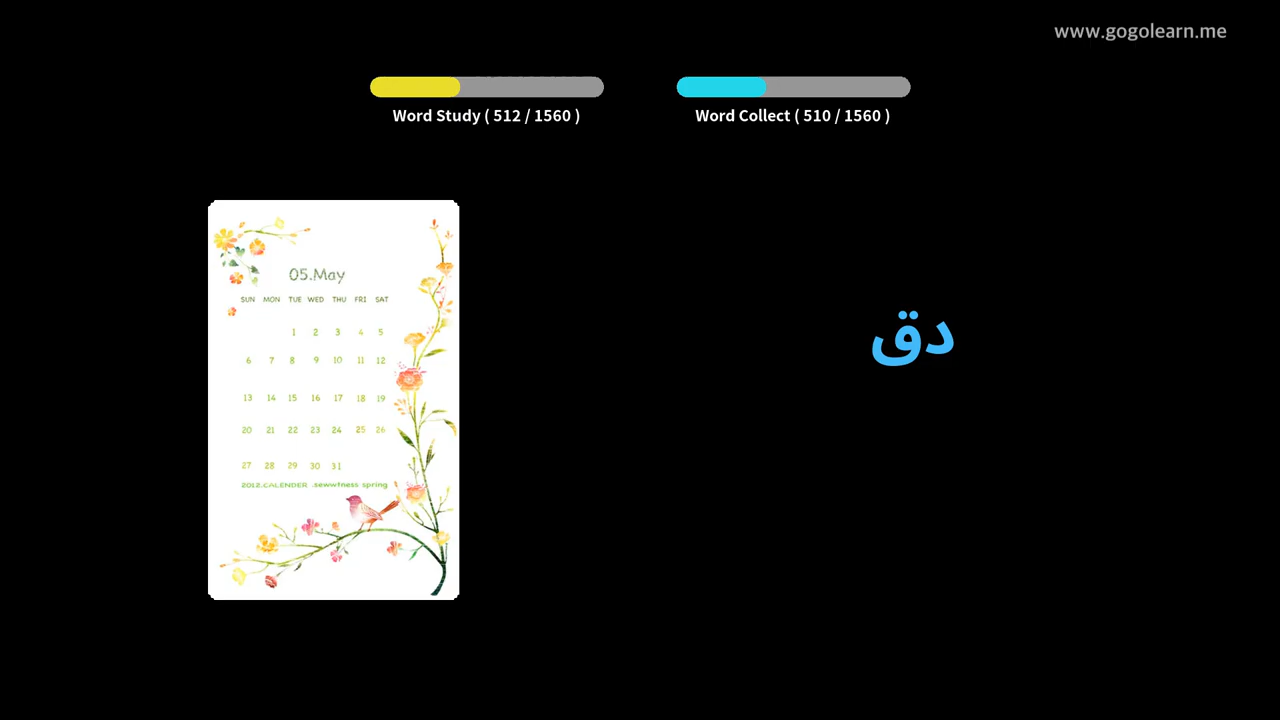 www.gogolearn.me
Word Study ( 512 / 1560 )
Word Collect ( 510 / 1560 )
05.May
SUN MON TUE WED THU FRI SAT
1 2 3 4 5
6 7 8 9 10 11 12
13 14 15 16 17 18 19
20 21 22 23 24 25 26
27 28 29 30 31
2012.CALENDER .sewwtness spring
دق